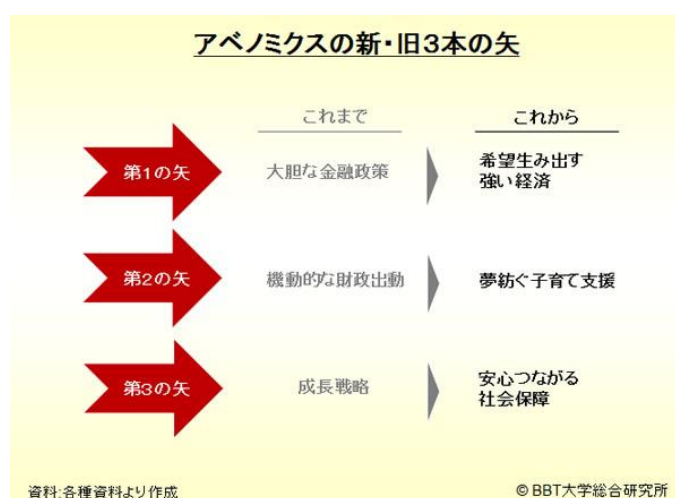 アベノミクスの新・旧3本の矢
これまで
これから
第1の矢
大胆な金融政策
希望生み出す
強い経済
第2の矢
機動的な財政出動
夢紡ぐ子育て支援
第3の矢
成長戦略
安心つながる
社会保障
資料:各種資料より作成
©BBT大学総合研究所